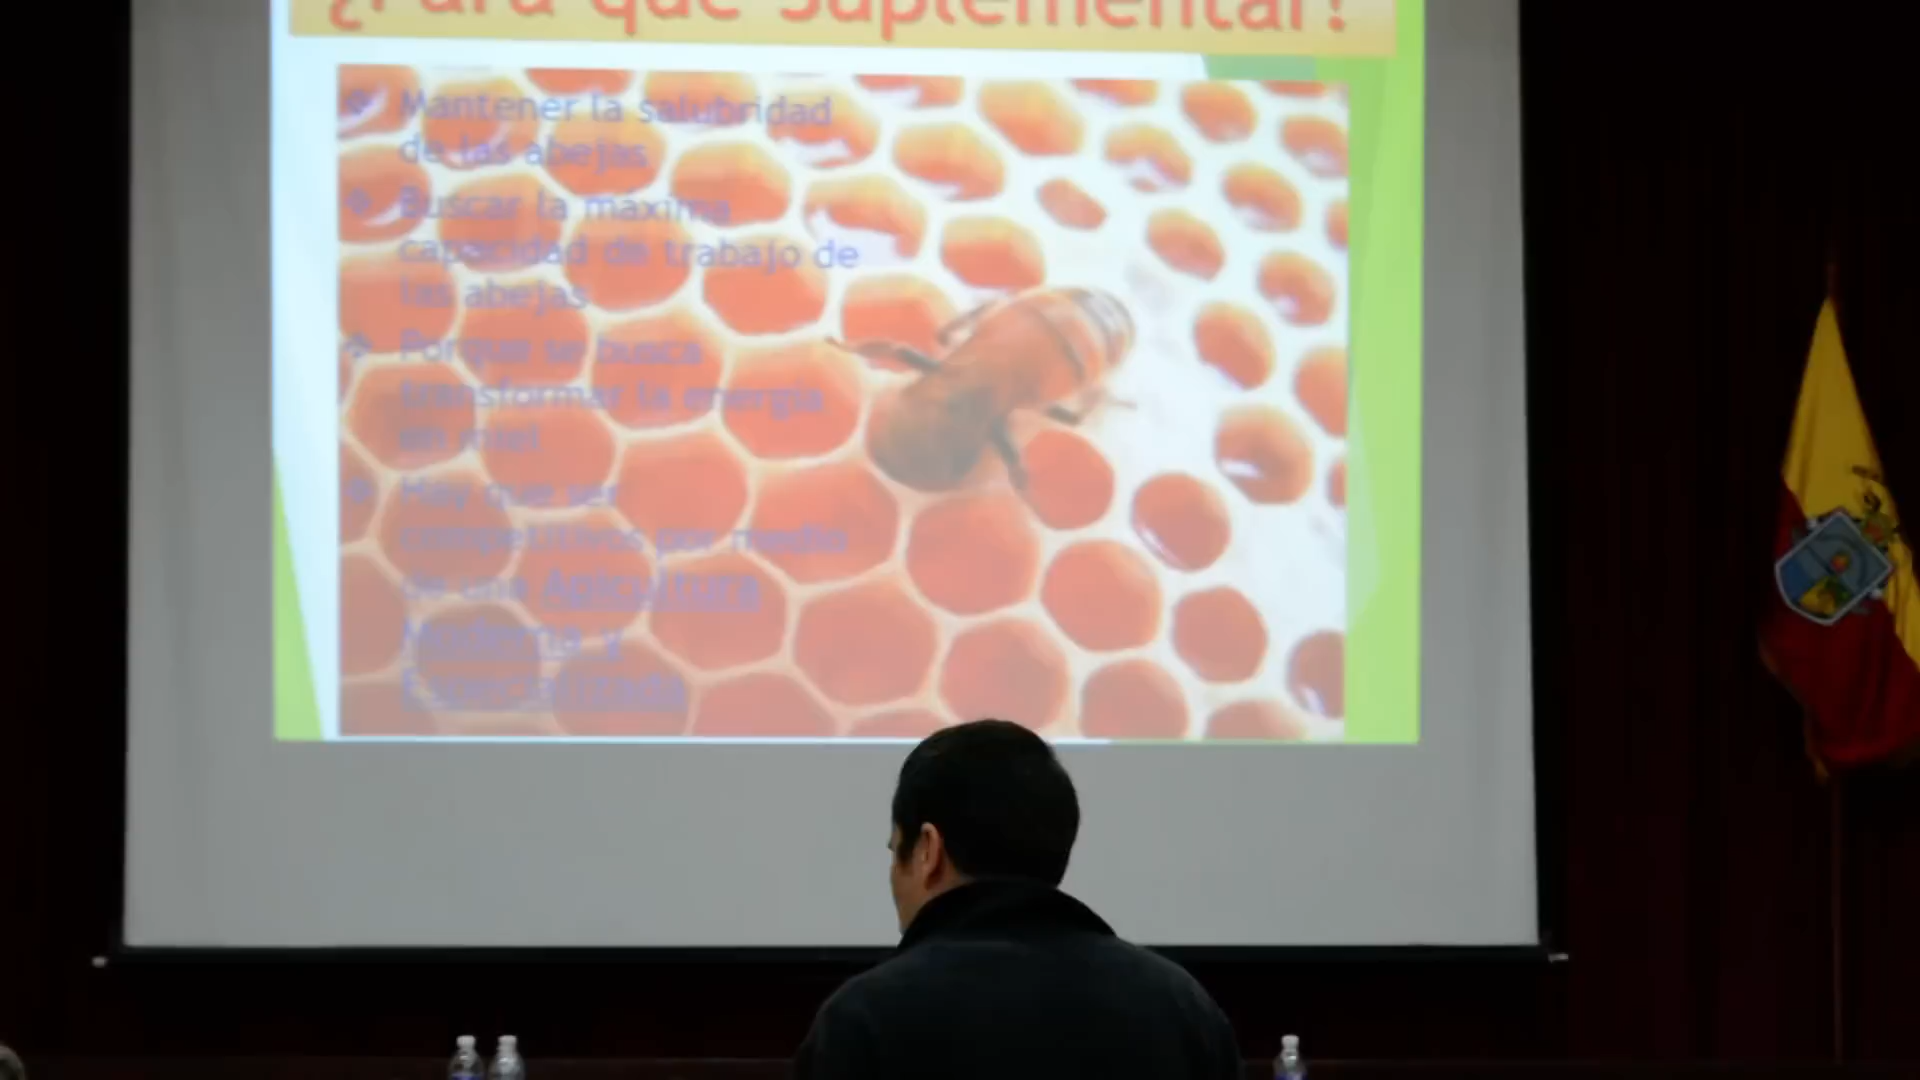 ¿Para qué suplementar?
Mantener la salubridad
de las abejas
Buscar la maxima
capacidad de trabajo de
las abejas
Porque se busca
transformar la energía
en miel
Hay que ser
competitivos por medio
de una Apicultura
Moderna y
Especializada